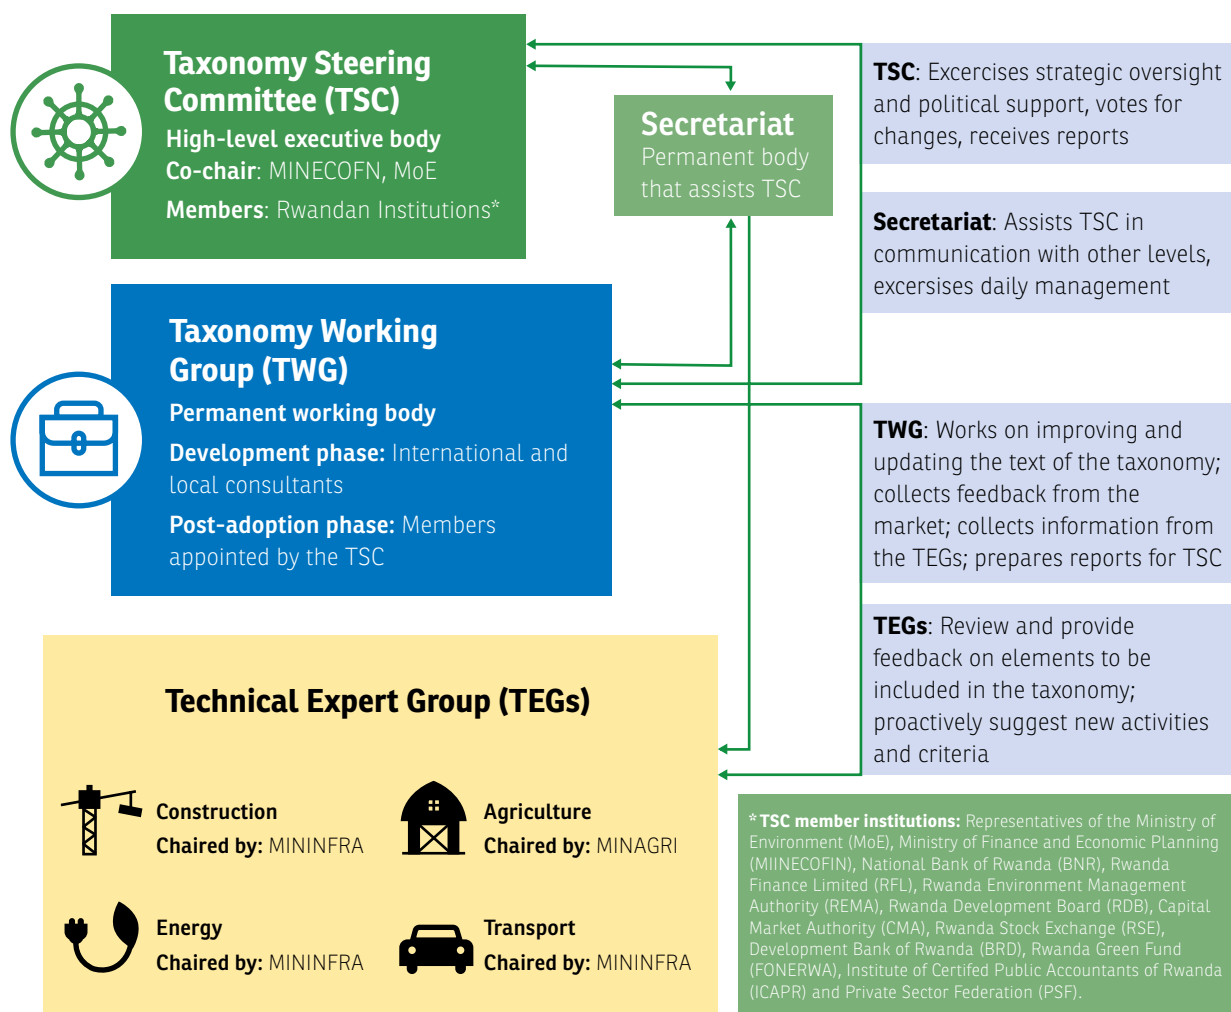 Taxonomy Steering
Committee (TSC)
High-level executive body
Co-chair: MINECOFN, MoE
Members: Rwandan Institutions*
Secretariat
Permanent body
that assists TSC
TSC: Excercises strategic oversight
and political support, votes for
changes, receives reports
Secretariat: Assists TSC in
communication with other levels,
excersises daily management
Taxonomy Working
Group (TWG)
Permanent working body
Development phase: International and
local consultants
Post-adoption phase: Members
appointed by the TSC
TWG: Works on improving and
updating the text of the taxonomy;
collects feedback from the
market; collects information from
the TEGs; prepares reports for TSC
TEGs: Review and provide
feedback on elements to be
included in the taxonomy;
proactively suggest new activities
and criteria
Technical Expert Group (TEGs)
Construction
Chaired by: MININFRA
Agriculture
Chaired by: MINAGRI
Energy
Chaired by: MININFRA
Transport
Chaired by: MININFRA
*TSC member institutions: Representatives of the Ministry of
Environment (MoE), Ministry of Finance and Economic Planning
(MIINECOFIN), National Bank of Rwanda (BNR), Rwanda
Finance Limited (RFL), Rwanda Environment Management
Authority (REMA), Rwanda Development Board (RDB), Capital
Market Authority (CMA), Rwanda Stock Exchange (RSE),
Development Bank of Rwanda (BRD), Rwanda Green Fund
(FONERWA), Institute of Certifed Public Accountants of Rwanda
(ICAPR) and Private Sector Federation (PSF).